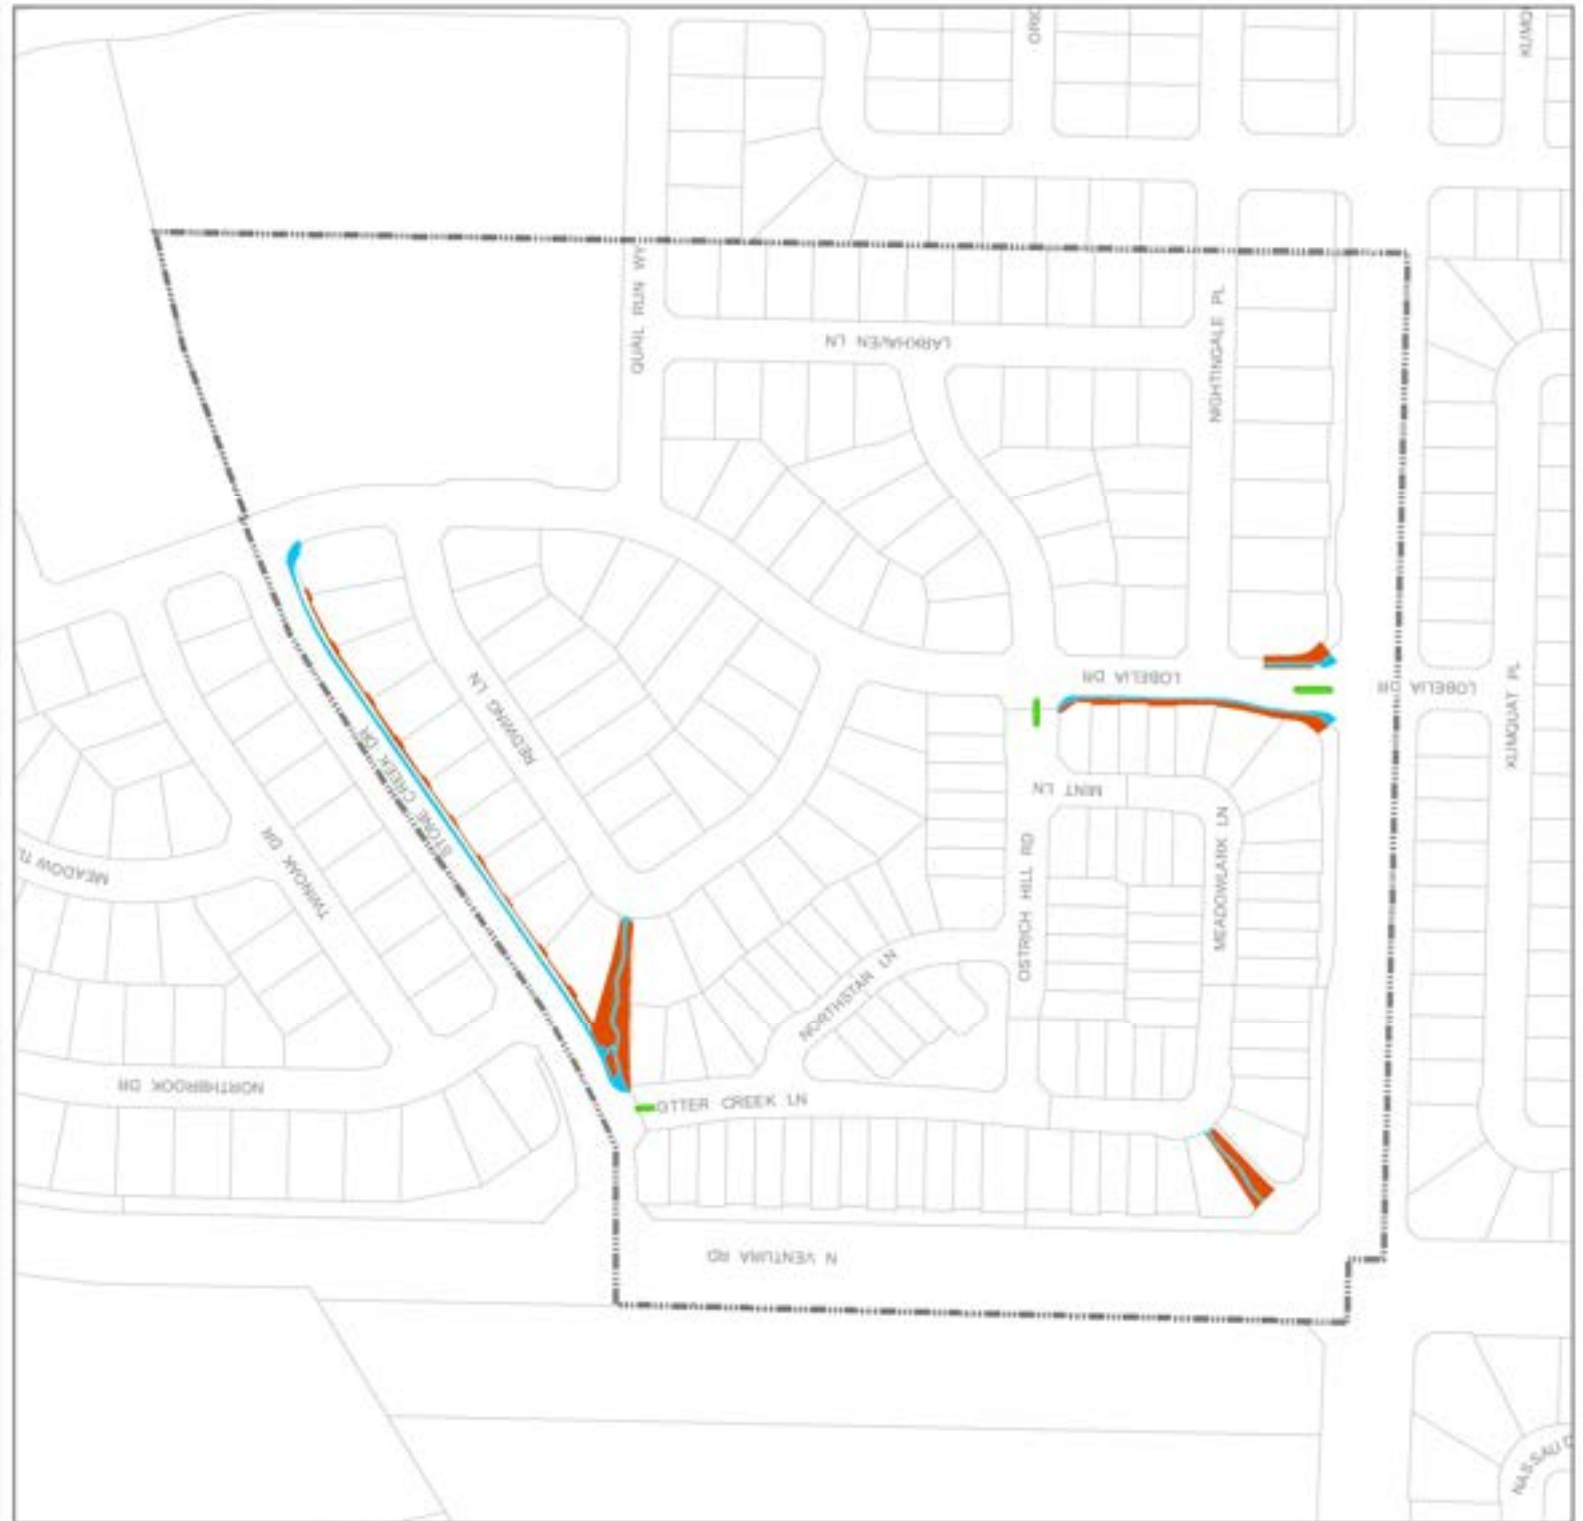 QUAIL RUN WY
LARKHAVEN LN
NIGHTINGALE PL
LOBELIA DR
LOBELIA DR
KLIMQUAT PL
REDWING LN
STONE CREEK DR
TWINOAK DR
MEADOW
MINT LN
OSTRICH HILL RD
MEADOWLARK LN
NORTHSTAR LN
NORTHBROOK DR
OTTER CREEK LN
N VENTURA RD
NASSAU D